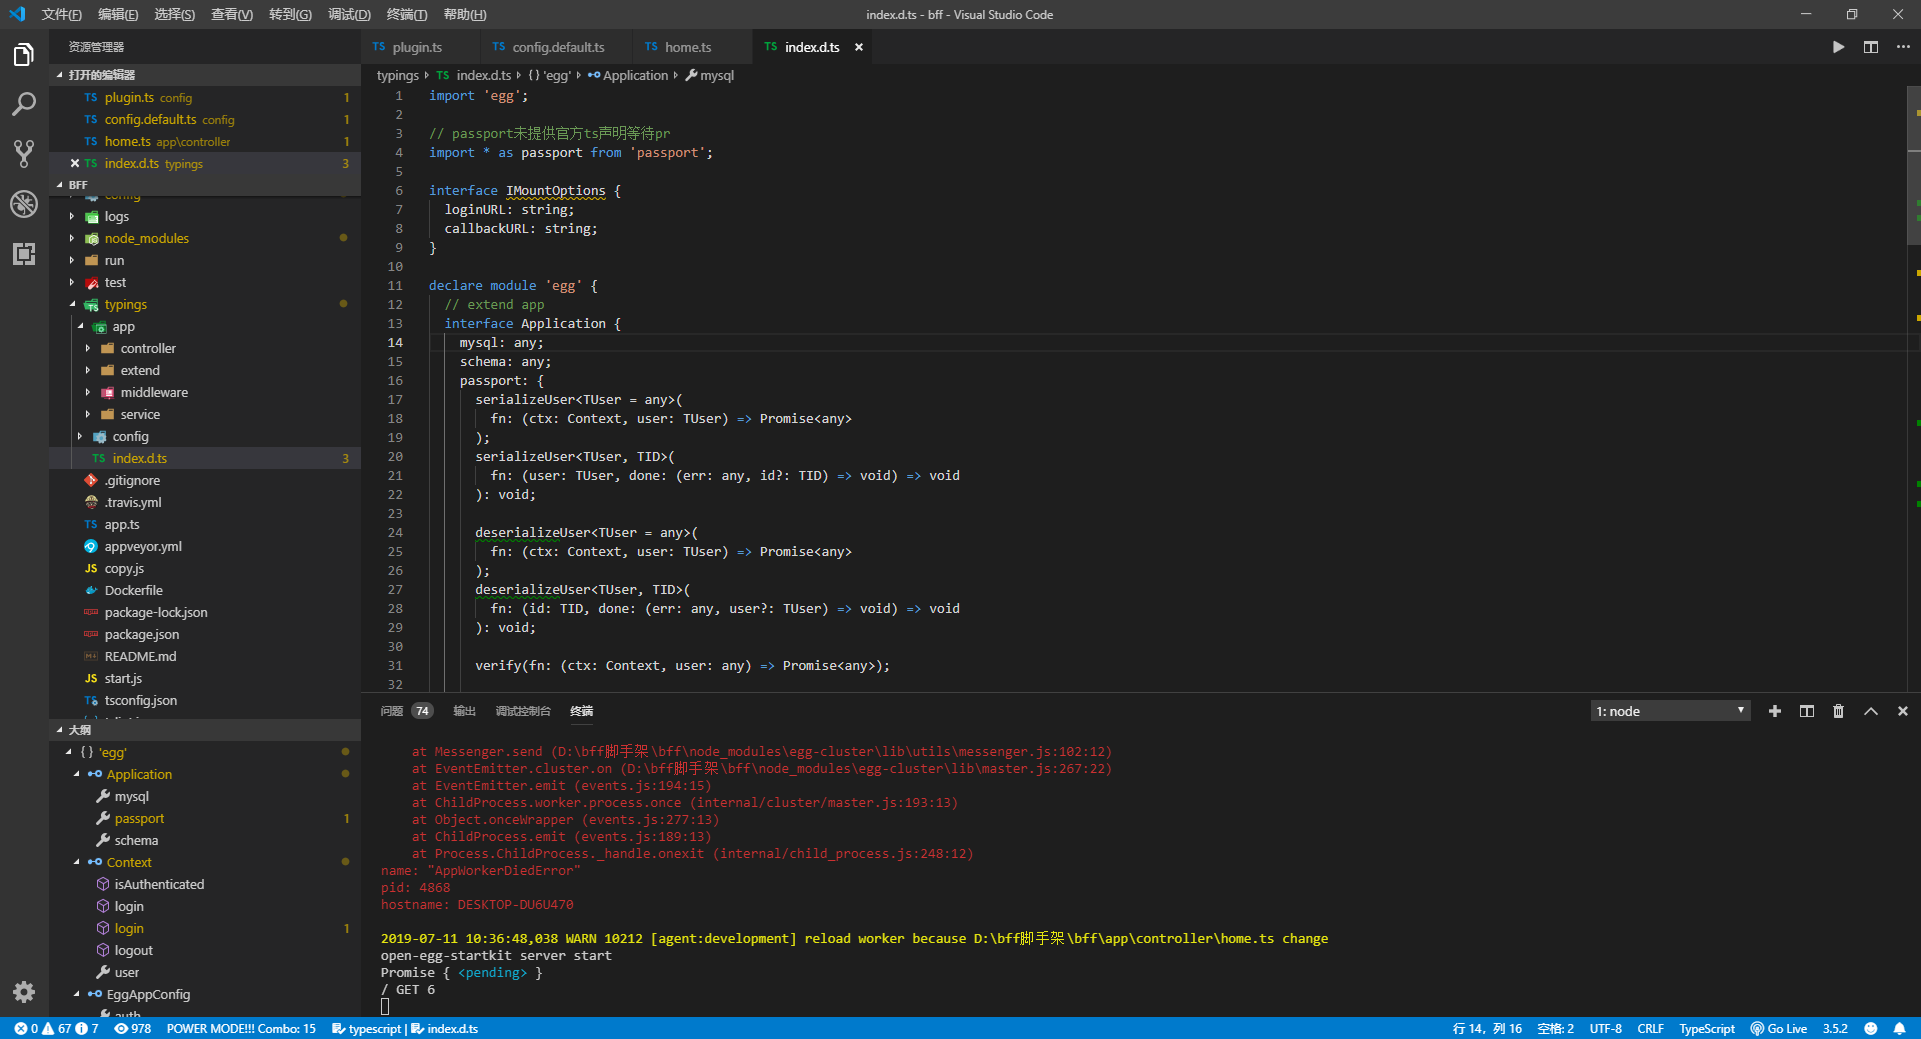 文件(F) 编辑(E) 选择(S) 查看(V) 转到(G) 调试(D) 终端(T) 帮助(H)
index.d.ts - bff - Visual Studio Code
资源管理器
打开的编辑器
TS plugin.ts config 1
TS config.default.ts config 1
TS home.ts app\controller 1
TS index.d.ts typings 3
BFF
config
logs
node_modules
run
test
typings
app
controller
extend
middleware
service
config
TS index.d.ts 3
.gitignore
.travis.yml
TS app.ts
appveyor.yml
JS copy.js
Dockerfile
package-lock.json
package.json
README.md
JS start.js
tsconfig.json
大纲
{ } 'egg'
Application
mysql
passport 1
schema
Context
isAuthenticated
login
login 1
logout
user
EggAppConfig
auth
TS plugin.ts TS config.default.ts TS home.ts TS index.d.ts
typings TS index.d.ts { } 'egg' Application mysql
1 import 'egg';
2
3 // passport未提供官方ts声明等待pr
4 import * as passport from 'passport';
5
6 interface IMountOptions {
7 loginURL: string;
8 callbackURL: string;
9 }
10
11 declare module 'egg' {
12 // extend app
13 interface Application {
14 mysql: any;
15 schema: any;
16 passport: {
17 serializeUser<TUser = any>(
18 fn: (ctx: Context, user: TUser) => Promise<any>
19 );
20 serializeUser<TUser, TID>(
21 fn: (user: TUser, done: (err: any, id?: TID) => void) => void
22 ): void;
23
24 deserializeUser<TUser = any>(
25 fn: (ctx: Context, user: TUser) => Promise<any>
26 );
27 deserializeUser<TUser, TID>(
28 fn: (id: TID, done: (err: any, user?: TUser) => void) => void
29 ): void;
30
31 verify(fn: (ctx: Context, user: any) => Promise<any>);
32
问题 74 输出 调试控制台 终端
1: node
at Messenger.send (D:\bff脚手架\bff\node_modules\egg-cluster\lib\utils\messenger.js:102:12)
at EventEmitter.cluster.on (D:\bff脚手架\bff\node_modules\egg-cluster\lib\master.js:267:22)
at EventEmitter.emit (events.js:194:15)
at ChildProcess.worker.process.once (internal/cluster/master.js:193:13)
at Object.onceWrapper (events.js:277:13)
at ChildProcess.emit (events.js:189:13)
at Process.ChildProcess._handle.onexit (internal/child_process.js:248:12)
name: "AppWorkerDiedError"
pid: 4868
hostname: DESKTOP-DU6U470
2019-07-11 10:36:48,038 WARN 10212 [agent:development] reload worker because D:\bff脚手架\bff\app\controller\home.ts change
open-egg-startkit server start
Promise { <pending> }
/ GET 6
0 67 7 978 POWER MODE!!! Combo: 15 typescript | index.d.ts
行 14，列 16 空格: 2 UTF-8 CRLF TypeScript Go Live 3.5.2